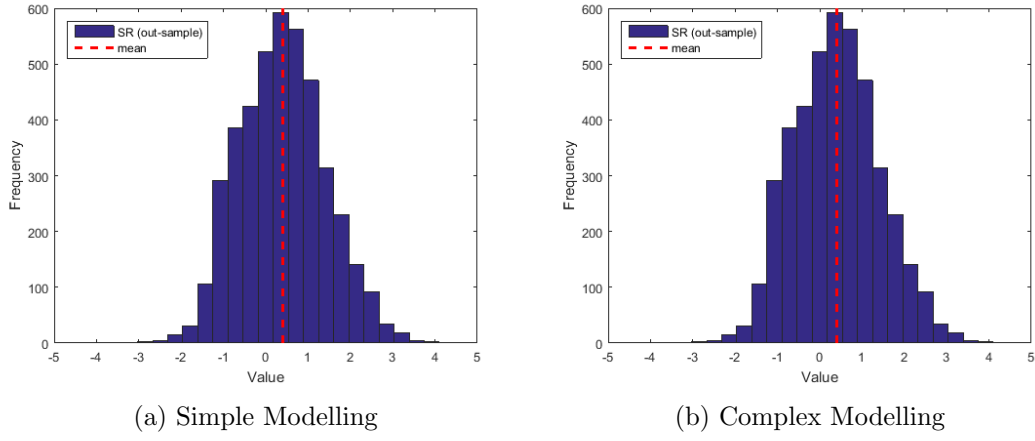 600
500
400
300
200
100
0
Frequency
SR (out-sample)
mean
-5 -4 -3 -2 -1 0 1 2 3 4 5
Value
(a) Simple Modelling
600
500
400
300
200
100
0
Frequency
SR (out-sample)
mean
-5 -4 -3 -2 -1 0 1 2 3 4 5
Value
(b) Complex Modelling